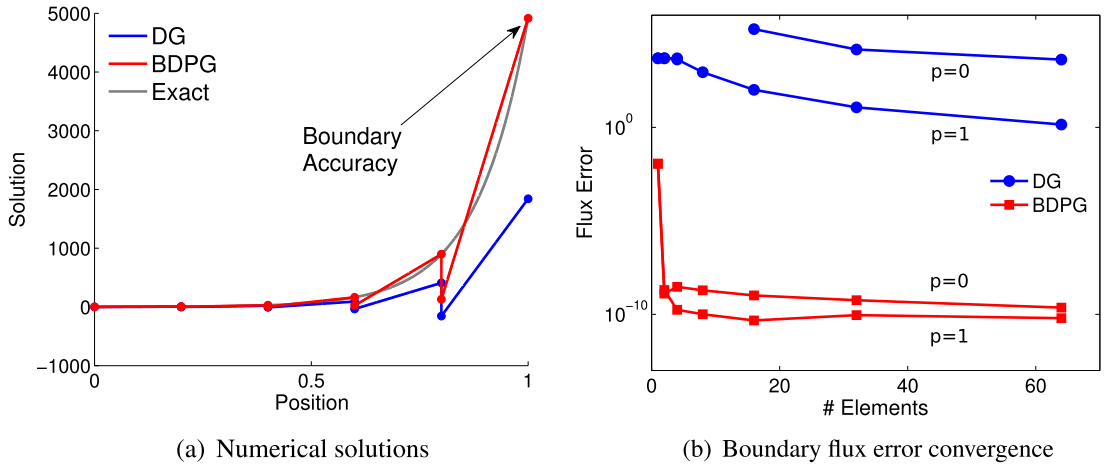 5000
4000
3000
2000
1000
0
−1000
Solution
DG
BDPG
Exact
Boundary
Accuracy
0
0.5
1
Position
(a) Numerical solutions
10^0
10^−10
Flux Error
p=0
p=1
DG
BDPG
p=0
p=1
0
20
40
60
# Elements
(b) Boundary flux error convergence